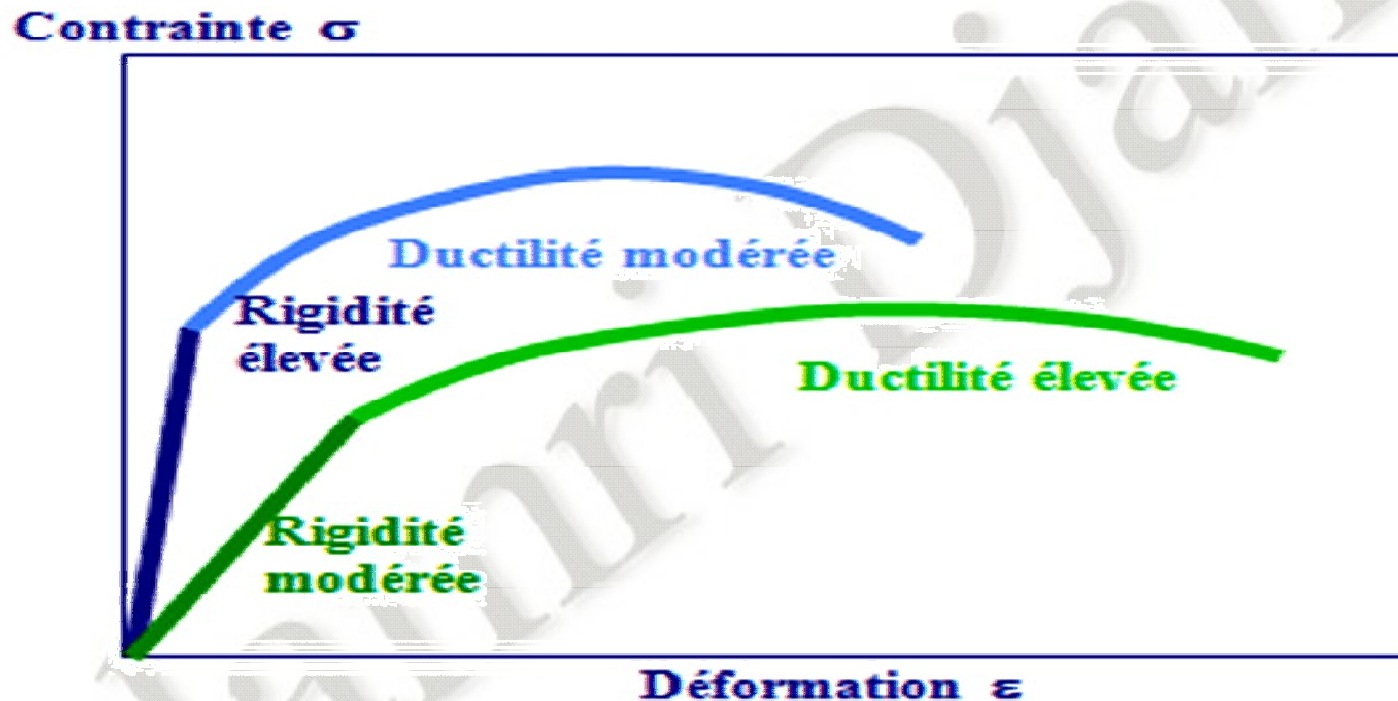 Contrainte σ
Ductilité modérée
Rigidité
élevée
Ductilité élevée
Rigidité
modérée
Déformation ε